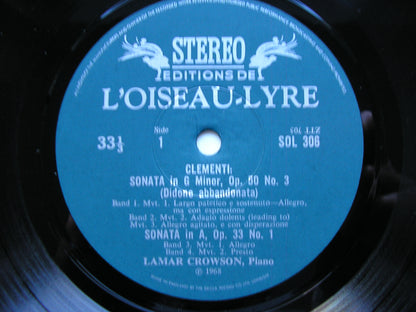 STEREO
EDITIONS DE
L'OISEAU-LYRE
33⅓
Side
1
ZTT 705
SOL 306
CLEMENTI:
SONATA in G Minor, Op. 50 No. 3
(Didone abbandonata)
Band 1. Mvt. 1. Largo patetico e sostenuto—Allegro,
ma con espressione
Band 2. Mvt. 2. Adagio dolente (leading to)
Mvt. 3. Allegro agitato, e con disperazione
SONATA in A, Op. 33 No. 1
Band 3. Mvt. 1. Allegro
Band 4. Mvt. 2. Presto
LAMAR CROWSON, Piano
℗ 1968